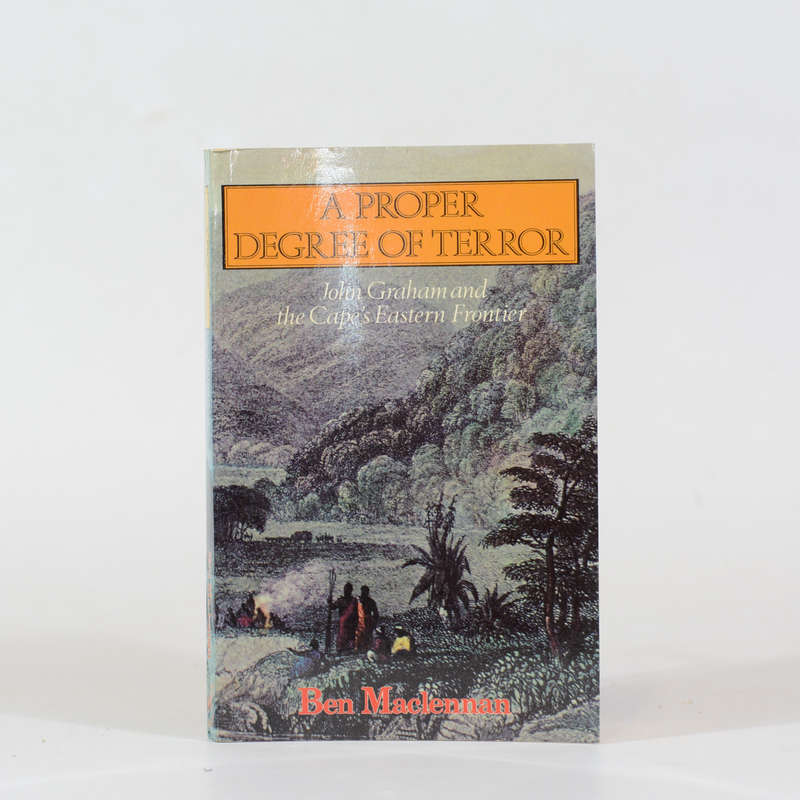 A PROPER
DEGREE OF TERROR
John Graham and
the Cape's Eastern Frontier
Ben Maclennan